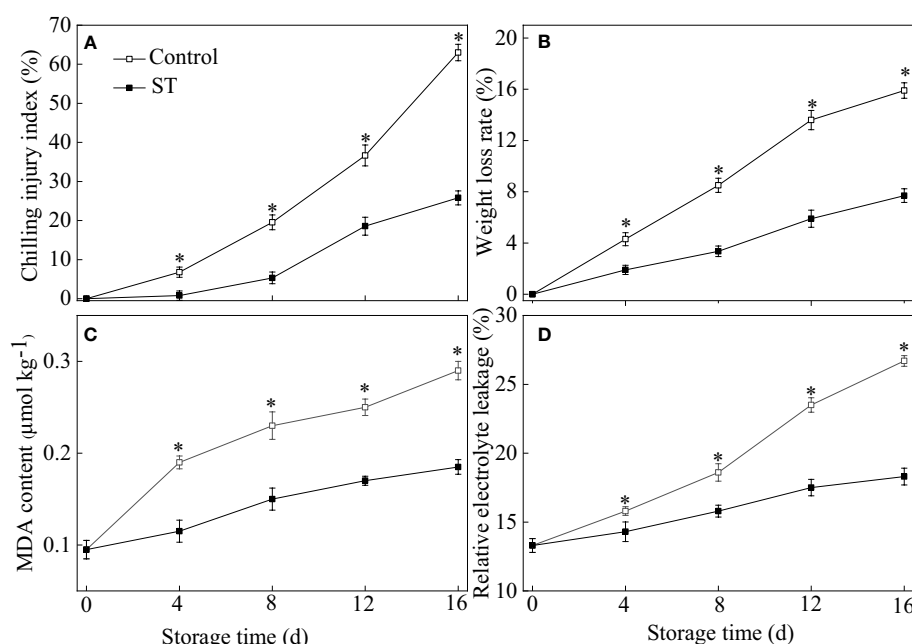 A
Control
ST
Chilling injury index (%)
70
60
50
40
30
20
10
0
* * * *
B
Weight loss rate (%)
20
16
12
8
4
0
* * * *
C
MDA content (μmol kg-1)
0.3
0.2
0.1
* * * *
0 4 8 12 16
Storage time (d)
D
Relative electrolyte leakage (%)
30
25
20
15
10
* * * *
0 4 8 12 16
Storage time (d)